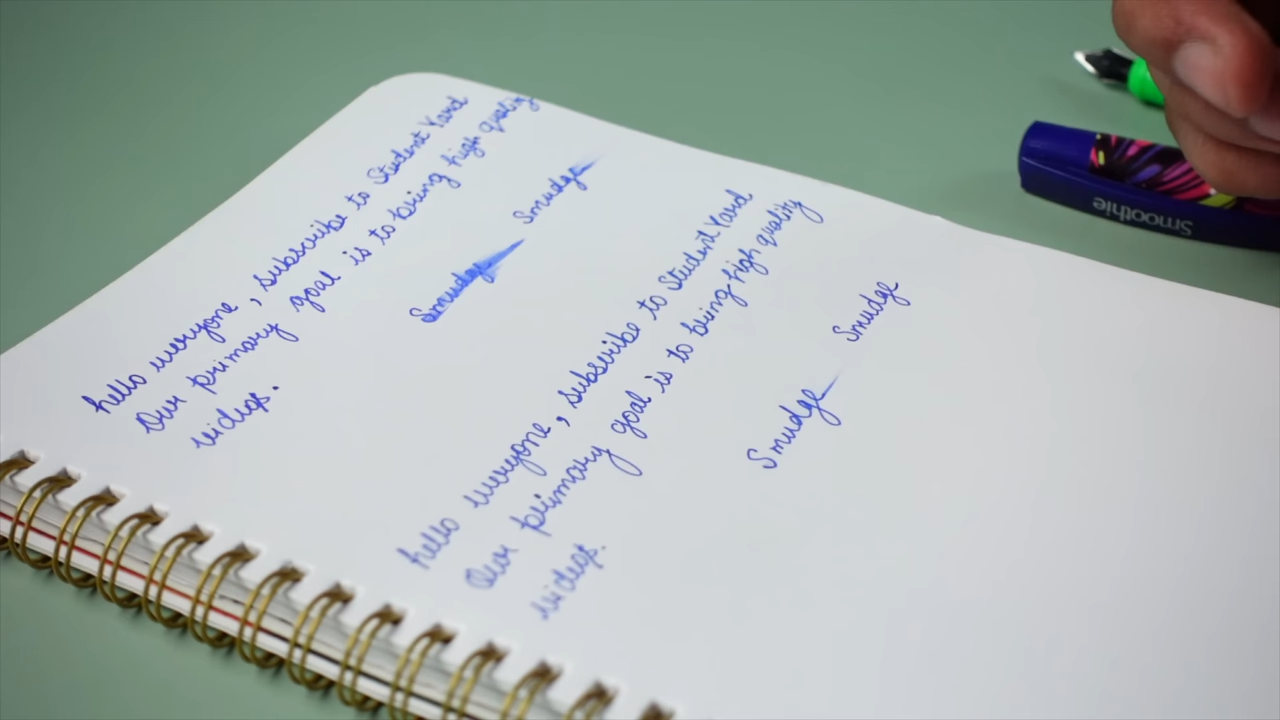 hello everyone, subscribe to Student Yard
Our primary goal is to bring high quality
videos.
Smudge
Smudge
hello everyone, subscribe to Student Yard
Our primary goal is to bring high quality
videos.
Smudge
Smudge
Smoothie